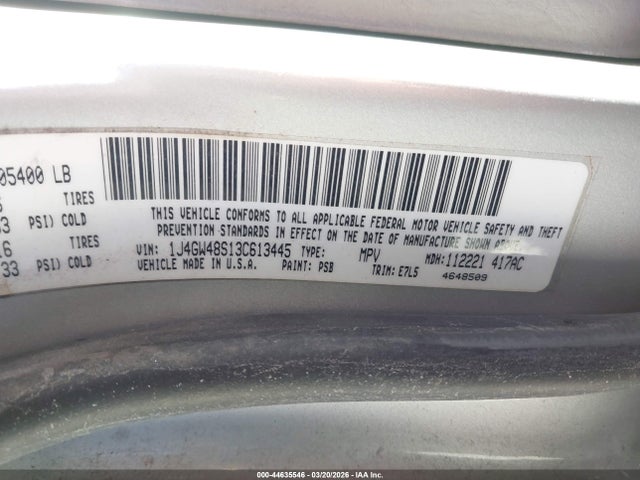 05400 LB
TIRES
PSI) COLD
TIRES
33 PSI) COLD
THIS VEHICLE CONFORMS TO ALL APPLICABLE FEDERAL MOTOR VEHICLE SAFETY AND THEFT
PREVENTION STANDARDS IN EFFECT ON THE DATE OF MANUFACTURE SHOWN ABOVE.
VIN: 1J4GW48S13C613445 TYPE: MPV MDH: 112221 417AC
VEHICLE MADE IN U.S.A. PAINT: PSB TRIM: E7L5 4648509
000-44635546 | 03/20/2026 | IAA Inc.